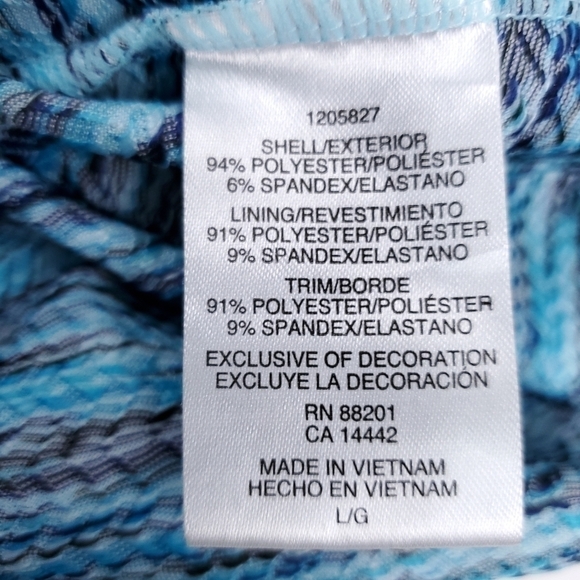 1205827
SHELL/EXTERIOR
94% POLYESTER/POLIÉSTER
6% SPANDEX/ELASTANO
LINING/REVESTIMIENTO
91% POLYESTER/POLIÉSTER
9% SPANDEX/ELASTANO
TRIM/BORDE
91% POLYESTER/POLIÉSTER
9% SPANDEX/ELASTANO
EXCLUSIVE OF DECORATION
EXCLUYE LA DECORACIÓN
RN 88201
CA 14442
MADE IN VIETNAM
HECHO EN VIETNAM
L/G